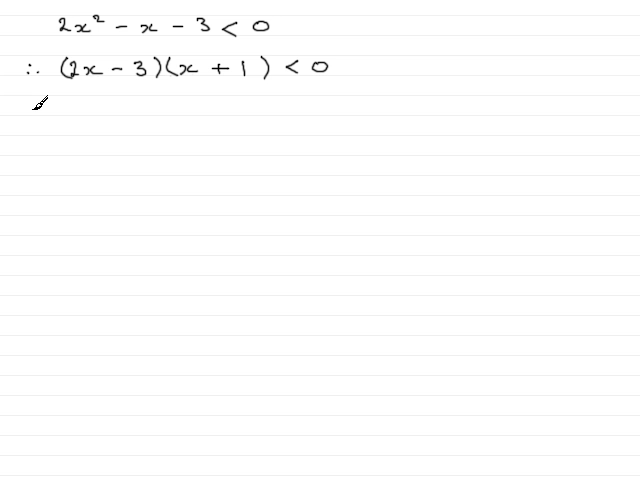 2x² - x - 3 < 0
∴ (2x - 3)(x + 1) < 0